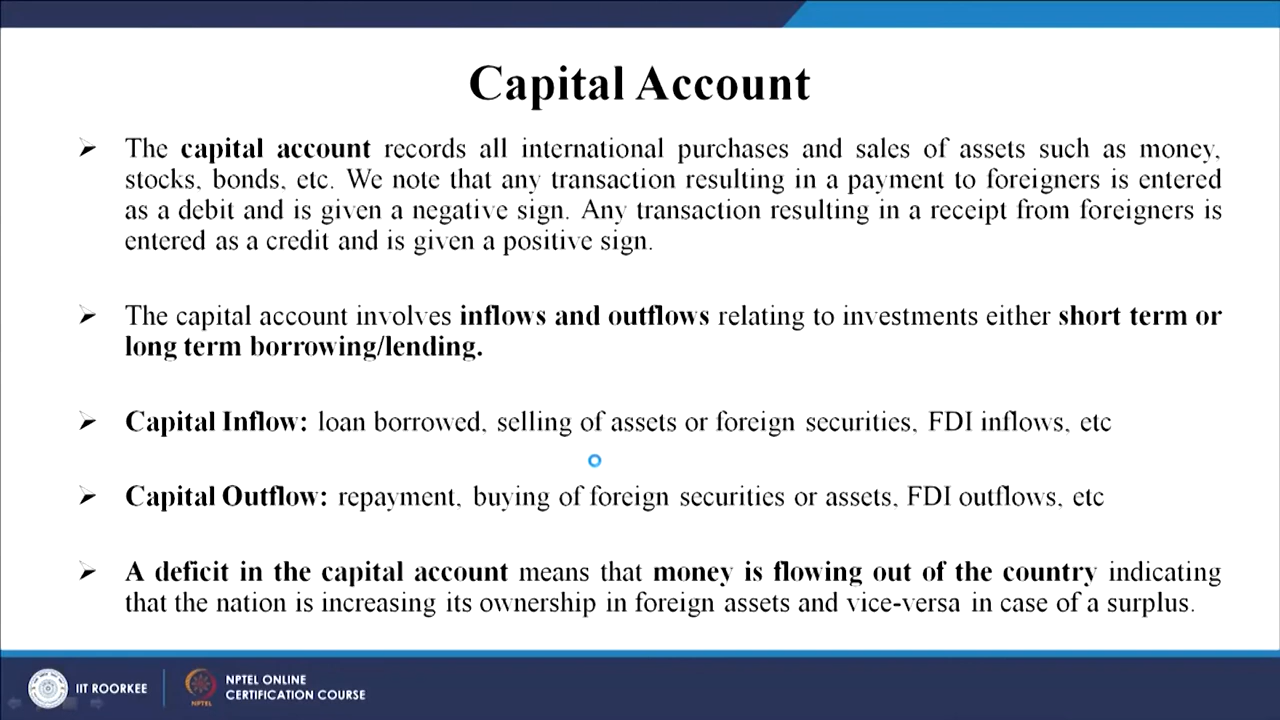 Capital Account
➢ The capital account records all international purchases and sales of assets such as money,
stocks, bonds, etc. We note that any transaction resulting in a payment to foreigners is entered
as a debit and is given a negative sign. Any transaction resulting in a receipt from foreigners is
entered as a credit and is given a positive sign.
➢ The capital account involves inflows and outflows relating to investments either short term or
long term borrowing/lending.
➢ Capital Inflow: loan borrowed, selling of assets or foreign securities, FDI inflows, etc
➢ Capital Outflow: repayment, buying of foreign securities or assets, FDI outflows, etc
➢ A deficit in the capital account means that money is flowing out of the country indicating
that the nation is increasing its ownership in foreign assets and vice-versa in case of a surplus.
IIT ROORKEE
NPTEL
NPTEL ONLINE
CERTIFICATION COURSE